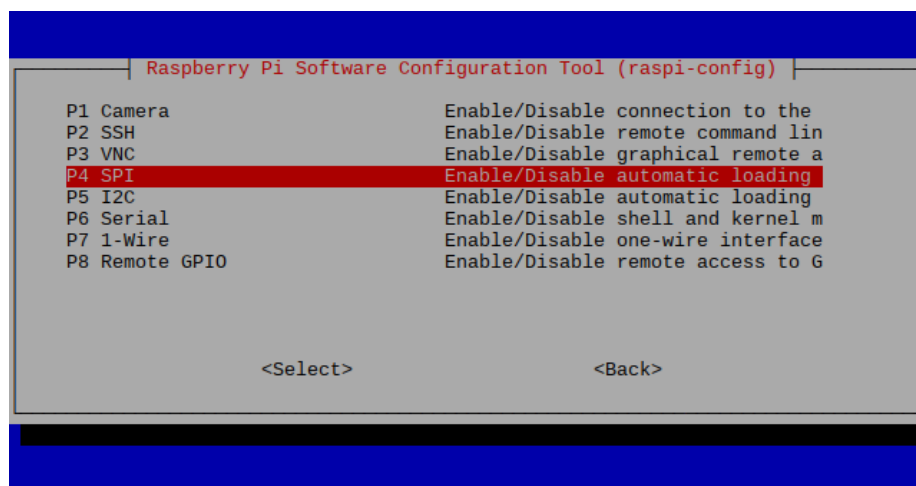 Raspberry Pi Software Configuration Tool (raspi-config)
P1 Camera Enable/Disable connection to the
P2 SSH Enable/Disable remote command lin
P3 VNC Enable/Disable graphical remote a
P4 SPI Enable/Disable automatic loading
P5 I2C Enable/Disable automatic loading
P6 Serial Enable/Disable shell and kernel m
P7 1-Wire Enable/Disable one-wire interface
P8 Remote GPIO Enable/Disable remote access to G
<Select> <Back>